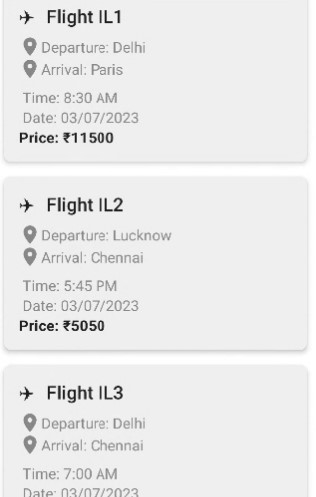 Flight IL1
Departure: Delhi
Arrival: Paris
Time: 8:30 AM
Date: 03/07/2023
Price: ₹11500
Flight IL2
Departure: Lucknow
Arrival: Chennai
Time: 5:45 PM
Date: 03/07/2023
Price: ₹5050
Flight IL3
Departure: Delhi
Arrival: Chennai
Time: 7:00 AM
Date: 03/07/2023